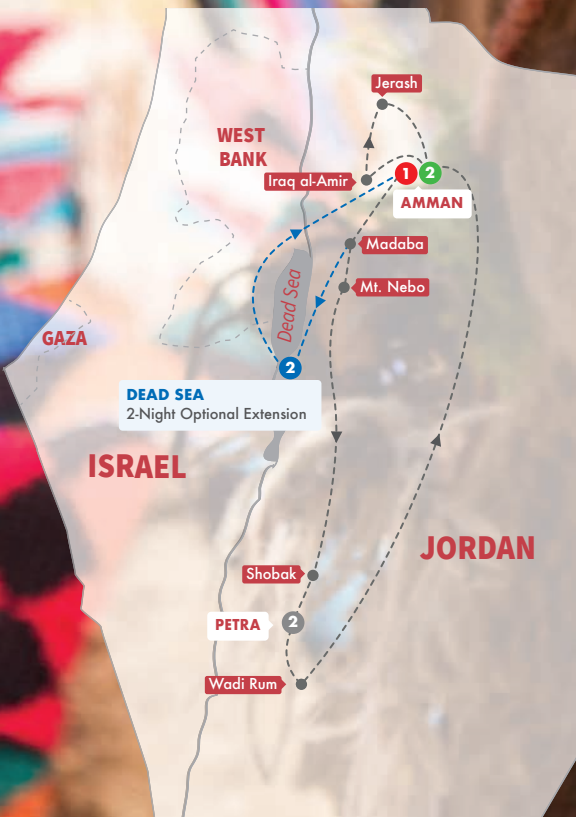 Jerash
WEST
BANK
Iraq al-Amir
1
2
AMMAN
Madaba
Mt. Nebo
Dead Sea
GAZA
2
DEAD SEA
2-Night Optional Extension
ISRAEL
JORDAN
Shobak
PETRA
2
Wadi Rum